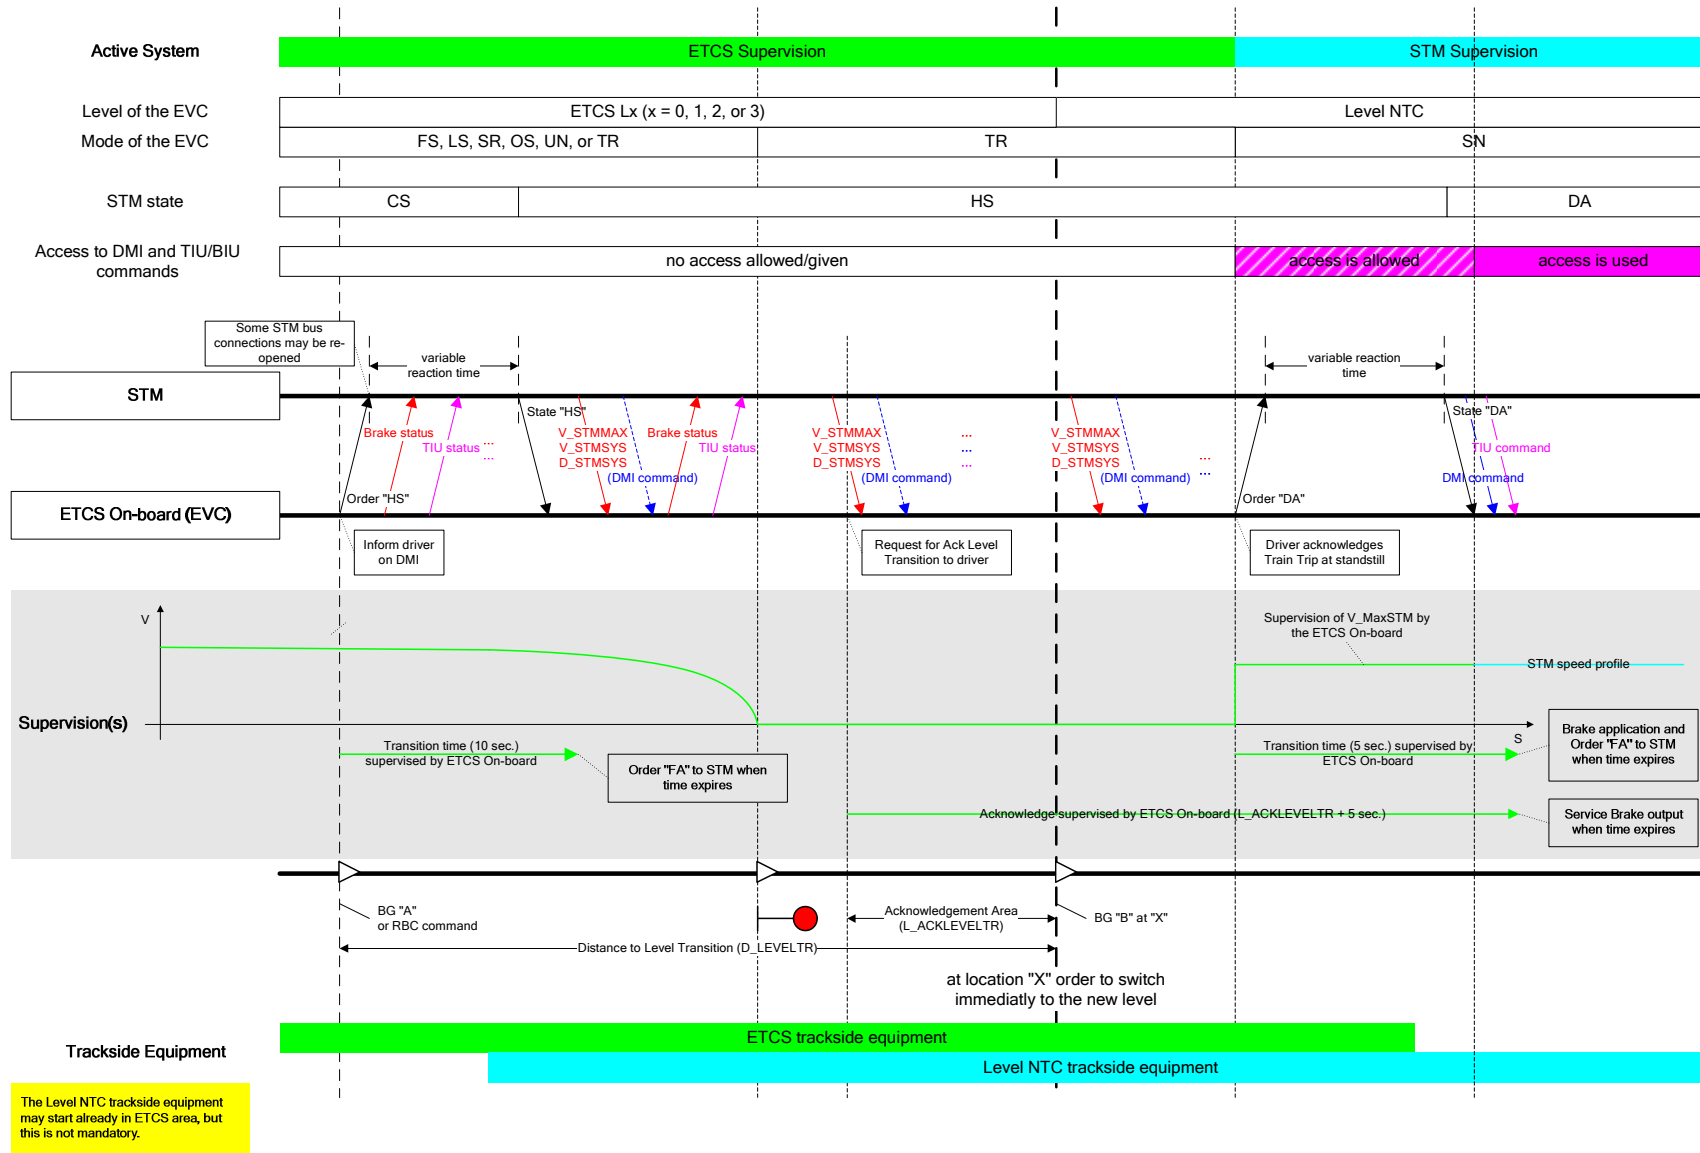 Active System
ETCS Supervision
STM Supervision
Level of the EVC
ETCS Lx (x = 0, 1, 2, or 3)
Level NTC
Mode of the EVC
FS, LS, SR, OS, UN, or TR
TR
SN
STM state
CS
HS
DA
Access to DMI and TIU/BIU
commands
no access allowed/given
access is allowed
access is used
Some STM bus
connections may be re-
opened
variable
reaction time
variable reaction
time
STM
State "HS"
State "DA"
Brake status
TIU status
...
...
V_STMMAX
V_STMSYS
D_STMSYS
(DMI command)
Brake status
TIU status
V_STMMAX
V_STMSYS
D_STMSYS
(DMI command)
...
...
...
V_STMMAX
V_STMSYS
D_STMSYS
(DMI command)
...
...
TIU command
DMI command
Order "HS"
Order "DA"
ETCS On-board (EVC)
Inform driver
on DMI
Request for Ack Level
Transition to driver
Driver acknowledges
Train Trip at standstill
V
Supervision of V_MaxSTM by
the ETCS On-board
STM speed profile
Supervision(s)
S
Transition time (10 sec.)
supervised by ETCS On-board
Order "FA" to STM when
time expires
Transition time (5 sec.) supervised by
ETCS On-board
Brake application and
Order "FA" to STM
when time expires
Acknowledge supervised by ETCS On-board (L_ACKLEVELTR + 5 sec.)
Service Brake output
when time expires
BG "A"
or RBC command
Acknowledgement Area
(L_ACKLEVELTR)
BG "B" at "X"
Distance to Level Transition (D_LEVELTR)
at location "X" order to switch
immediatly to the new level
Trackside Equipment
ETCS trackside equipment
Level NTC trackside equipment
The Level NTC trackside equipment
may start already in ETCS area, but
this is not mandatory.